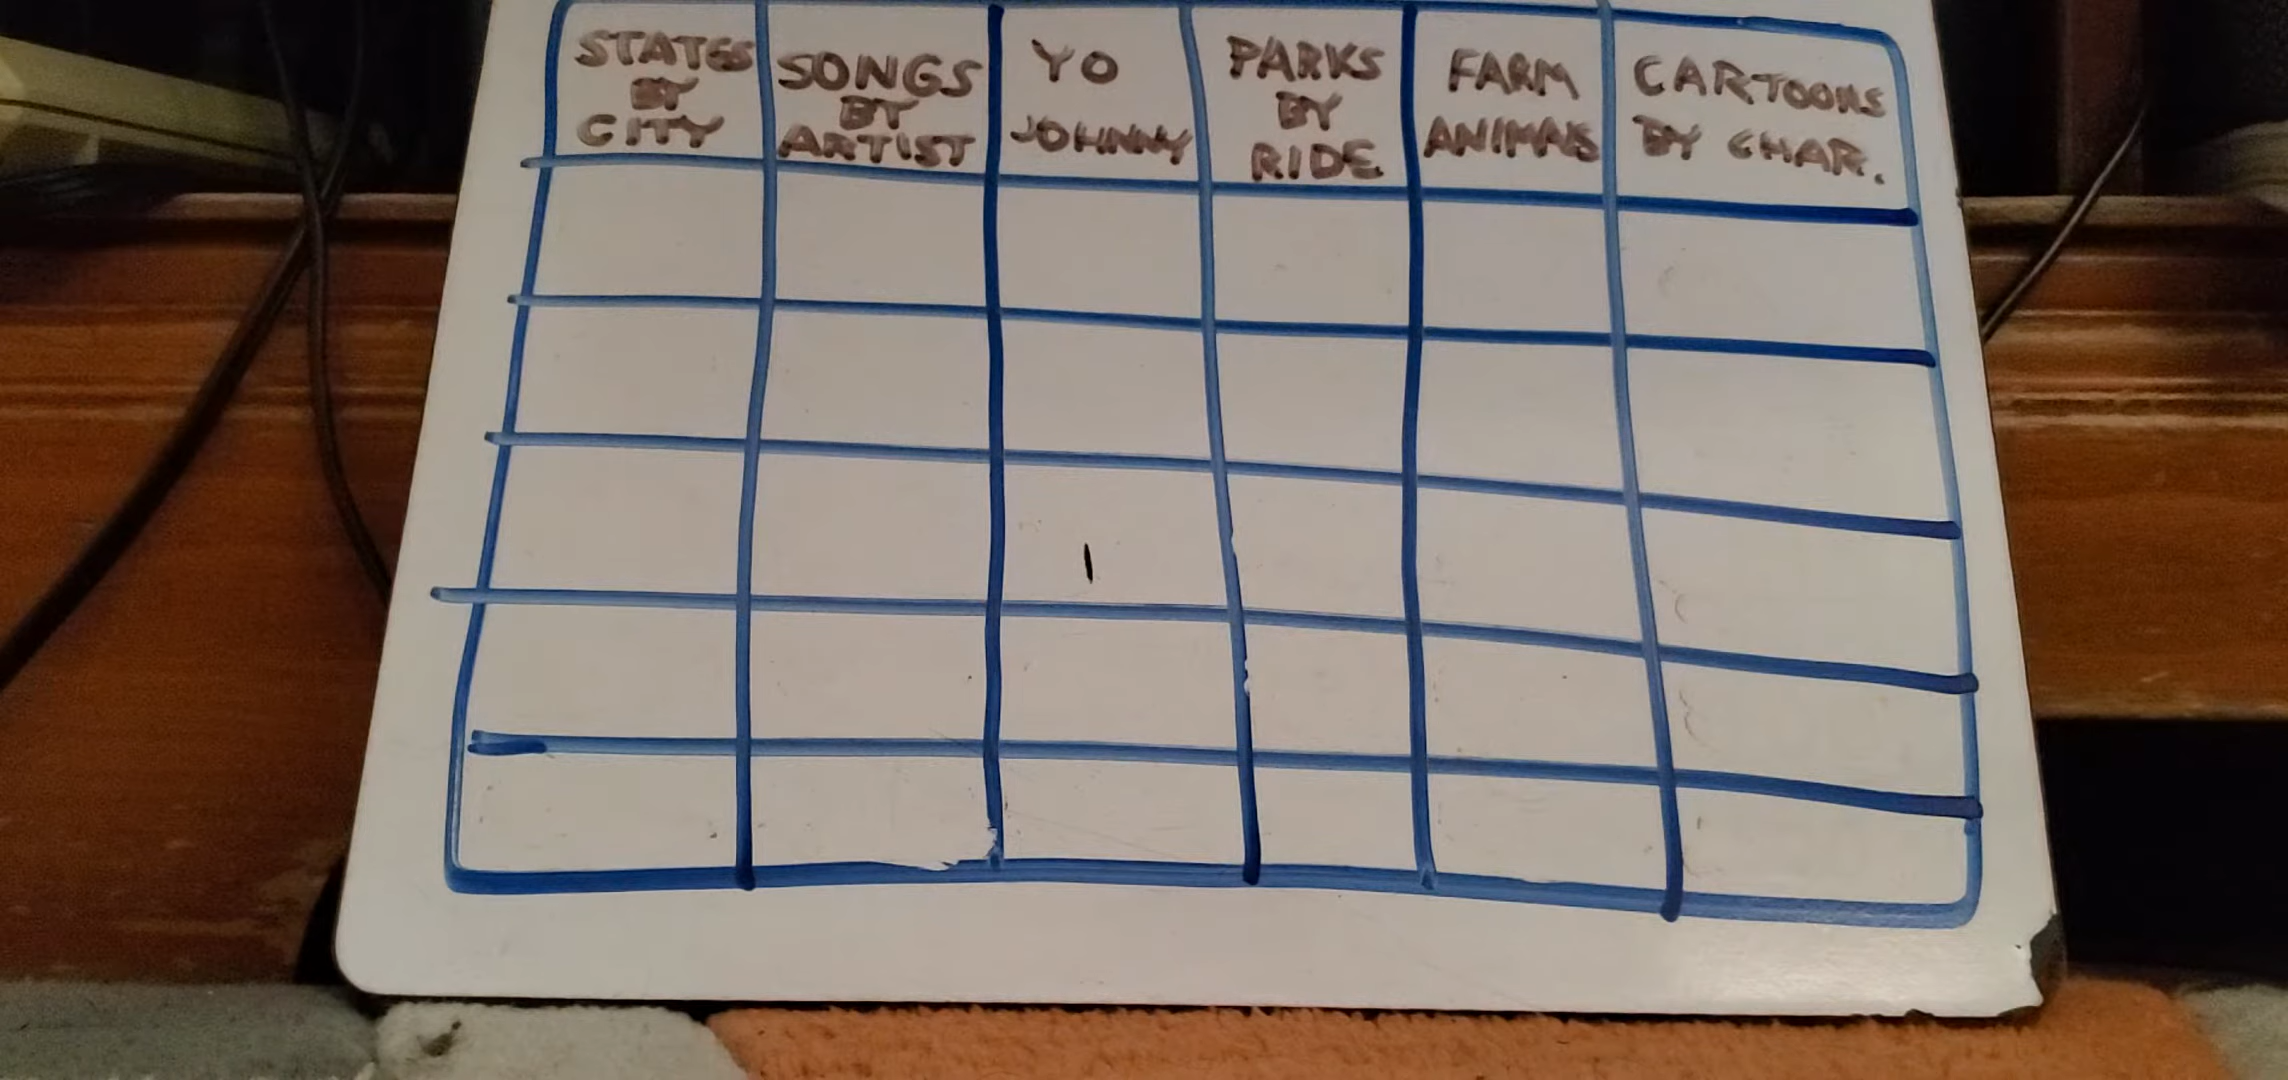 STATES
BY
CITY
SONGS
BY
ARTIST
YO
JOHNNY
PARKS
BY
RIDE
FARM
ANIMALS
CARTOONS
BY CHAR.